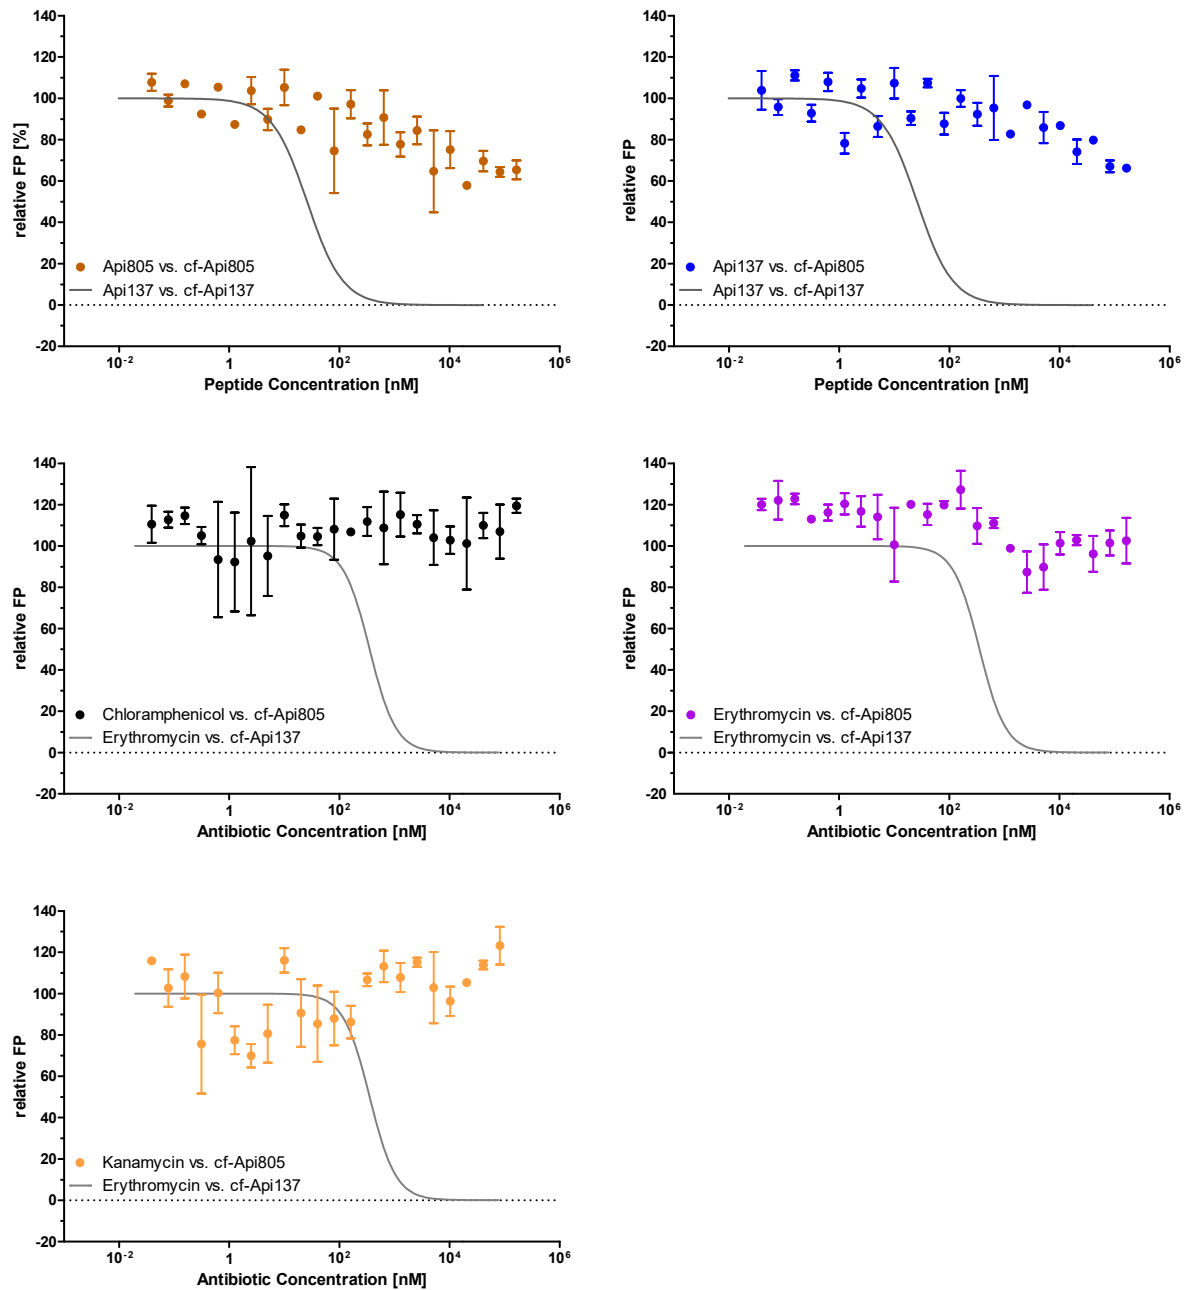 140
120
100
80
60
40
20
0
-20
relative FP [%]
Api805 vs. cf-Api805
Api137 vs. cf-Api137
10⁻² 1 10² 10⁴ 10⁶
Peptide Concentration [nM]
140
120
100
80
60
40
20
0
-20
relative FP
Api137 vs. cf-Api805
Api137 vs. cf-Api137
10⁻² 1 10² 10⁴ 10⁶
Peptide Concentration [nM]
140
120
100
80
60
40
20
0
-20
relative FP
Chloramphenicol vs. cf-Api805
Erythromycin vs. cf-Api137
10⁻² 1 10² 10⁴ 10⁶
Antibiotic Concentration [nM]
140
120
100
80
60
40
20
0
-20
relative FP
Erythromycin vs. cf-Api805
Erythromycin vs. cf-Api137
10⁻² 1 10² 10⁴ 10⁶
Antibiotic Concentration [nM]
140
120
100
80
60
40
20
0
-20
relative FP
Kanamycin vs. cf-Api805
Erythromycin vs. cf-Api137
10⁻² 1 10² 10⁴ 10⁶
Antibiotic Concentration [nM]